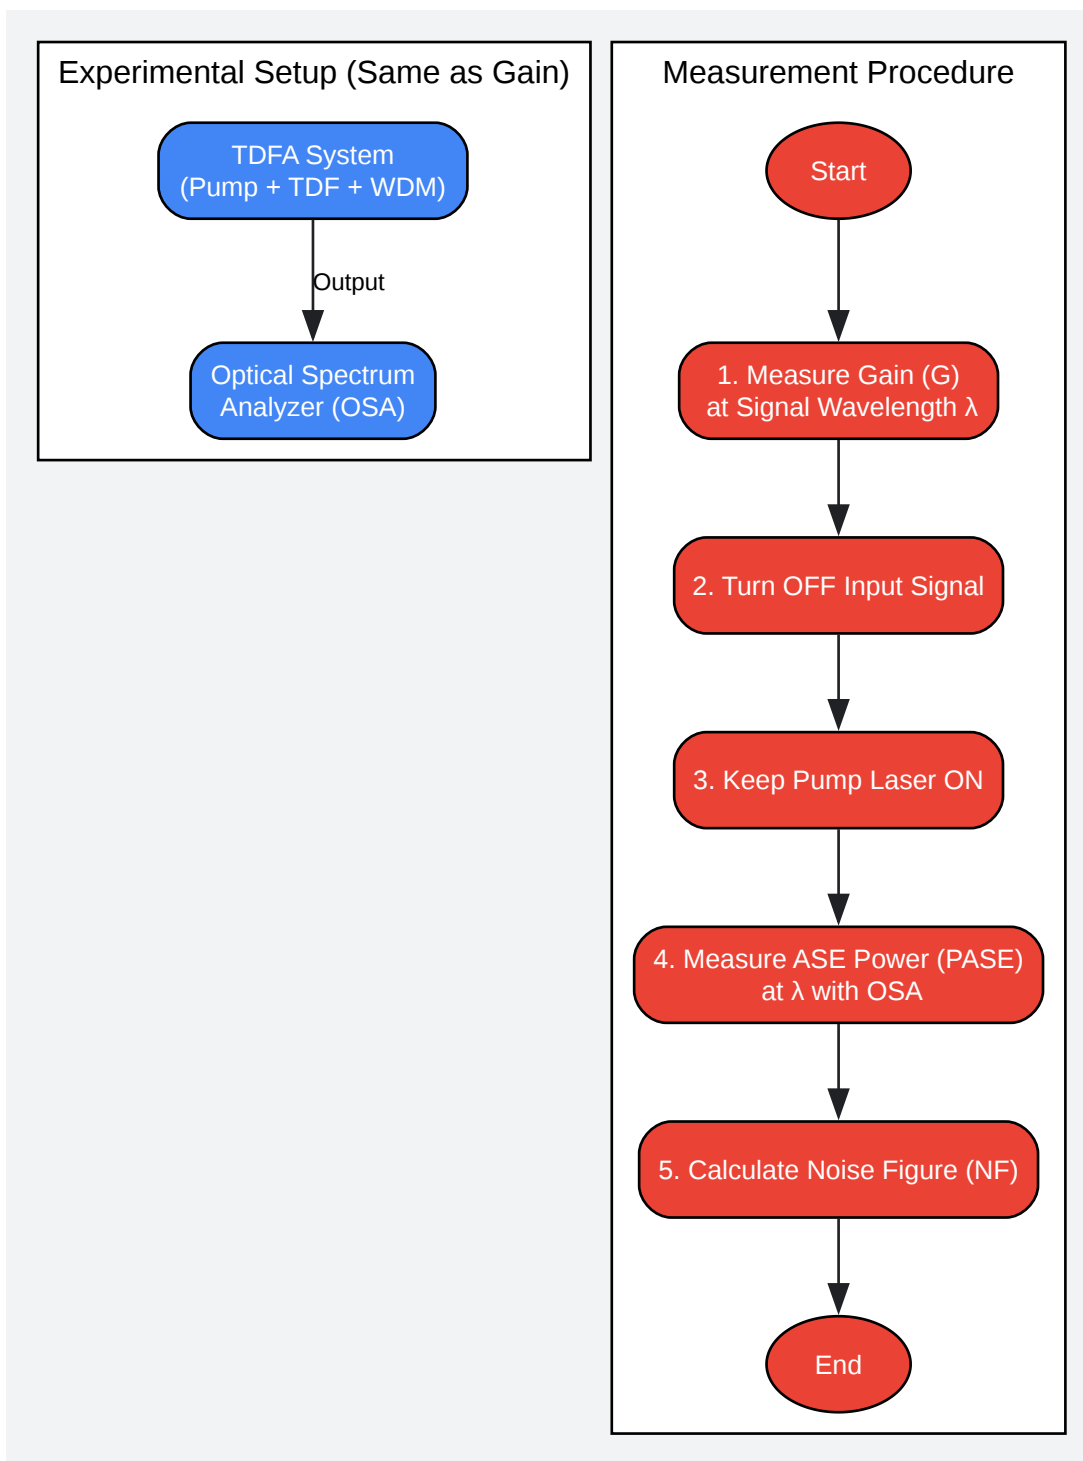 Experimental Setup (Same as Gain)
TDFA System
(Pump + TDF + WDM)
Output
Optical Spectrum
Analyzer (OSA)
Measurement Procedure
Start
1. Measure Gain (G)
at Signal Wavelength λ
2. Turn OFF Input Signal
3. Keep Pump Laser ON
4. Measure ASE Power (PASE)
at λ with OSA
5. Calculate Noise Figure (NF)
End